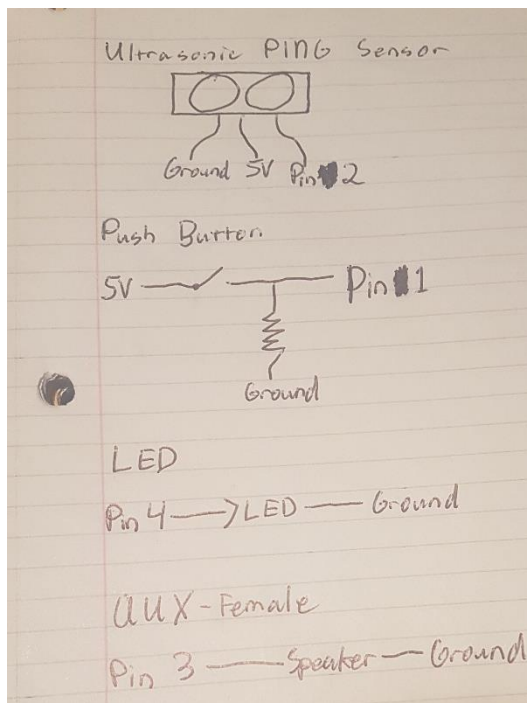 Ultrasonic PING Sensor
Ground 5V Pin 2
Push Button
5V Pin 1
Ground
LED
Pin 4 LED Ground
AUX-Female
Pin 3 Speaker Ground